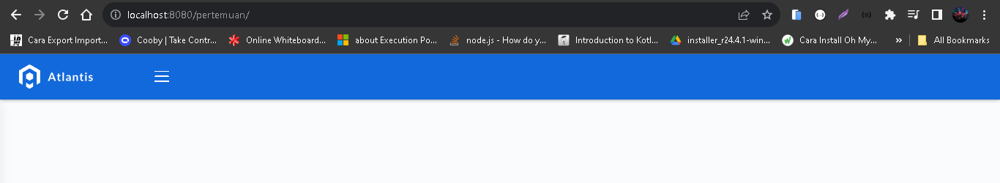 localhost:8080/pertemuan/
Cara Export Import... Cooby | Take Contr... Online Whiteboard... about Execution Po... node.js - How do y... Introduction to Kotl... installer_r24.4.1-win... Cara Install Oh My... » All Bookmarks
Atlantis